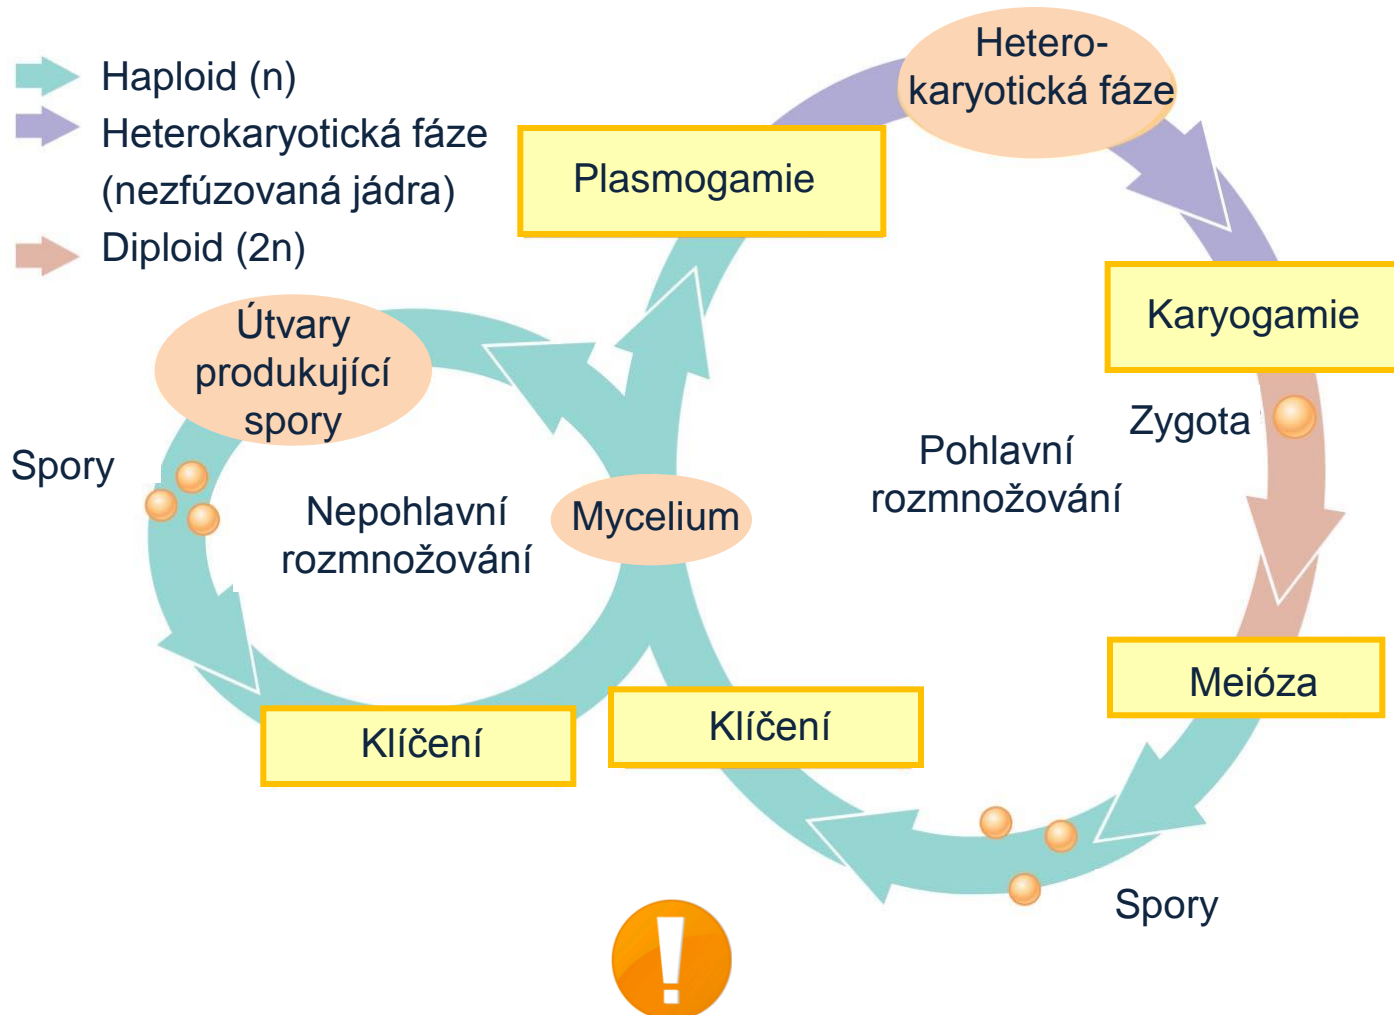 Haploid (n)
Heterokaryotická fáze
(nezfúzovaná jádra)
Diploid (2n)
Hetero-
karyotická fáze
Plasmogamie
Karyogamie
Zygota
Pohlavní
rozmnožování
Meióza
Spory
Klíčení
Mycelium
Útvary
produkující
spory
Spory
Nepohlavní
rozmnožování
Klíčení